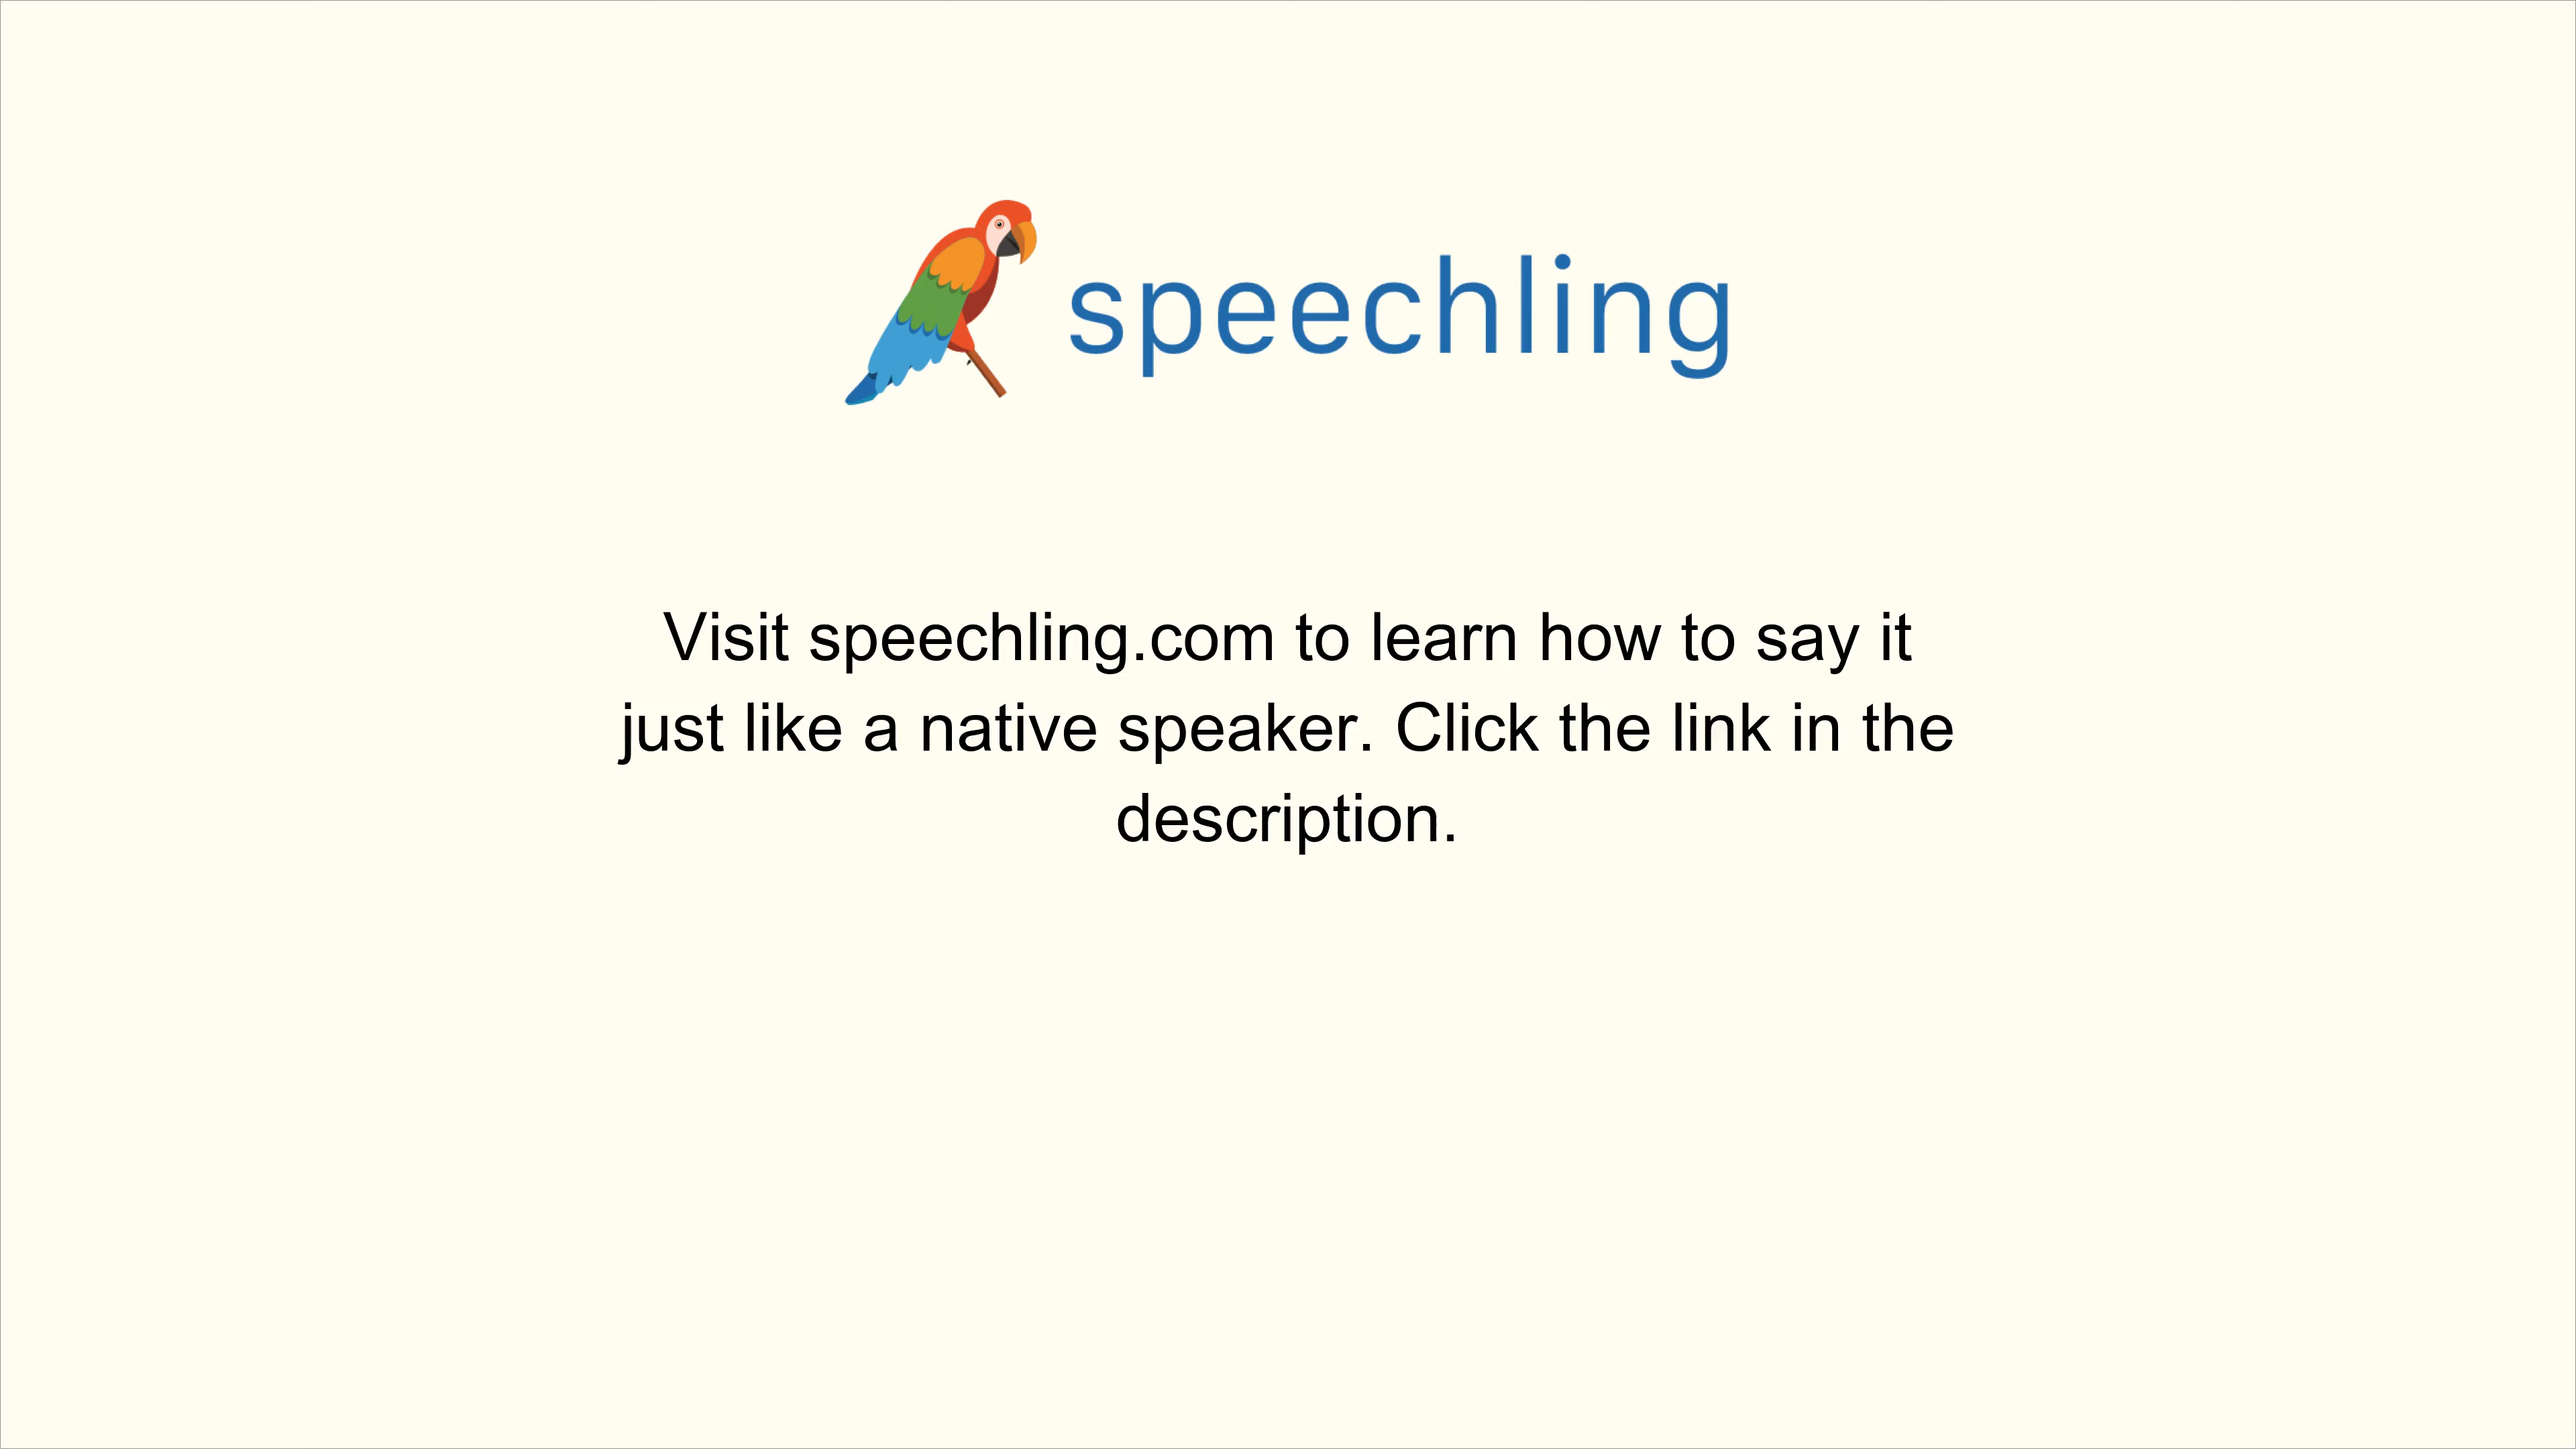 speechling
Visit speechling.com to learn how to say it
just like a native speaker. Click the link in the
description.